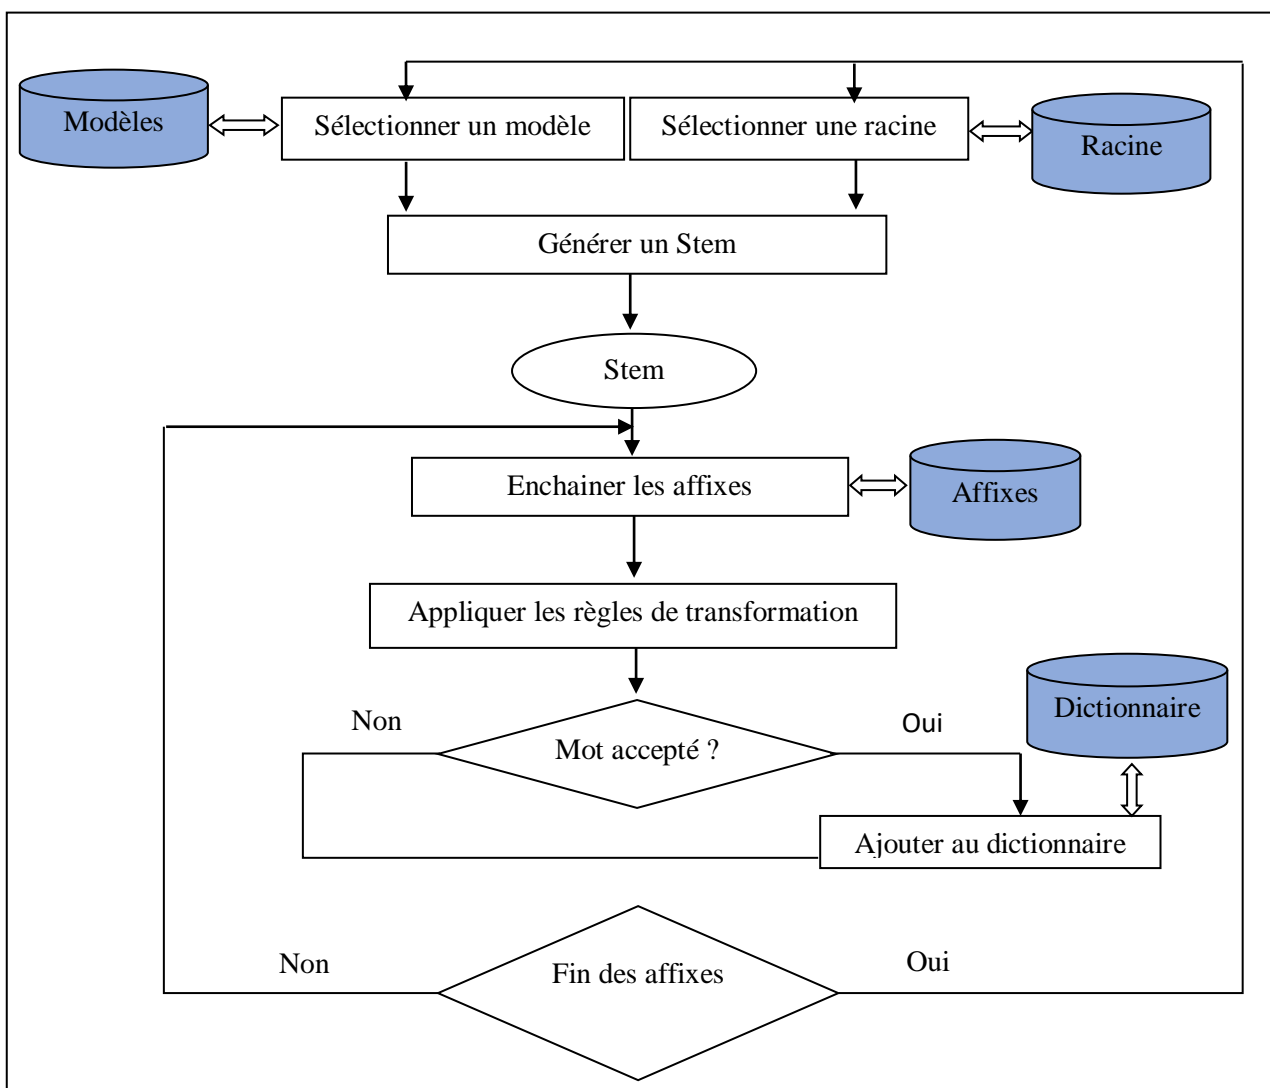 Modèles
Sélectionner un modèle
Sélectionner une racine
Racine
Générer un Stem
Stem
Enchainer les affixes
Affixes
Appliquer les règles de transformation
Dictionnaire
Non
Mot accepté ?
Oui
Ajouter au dictionnaire
Non
Fin des affixes
Oui